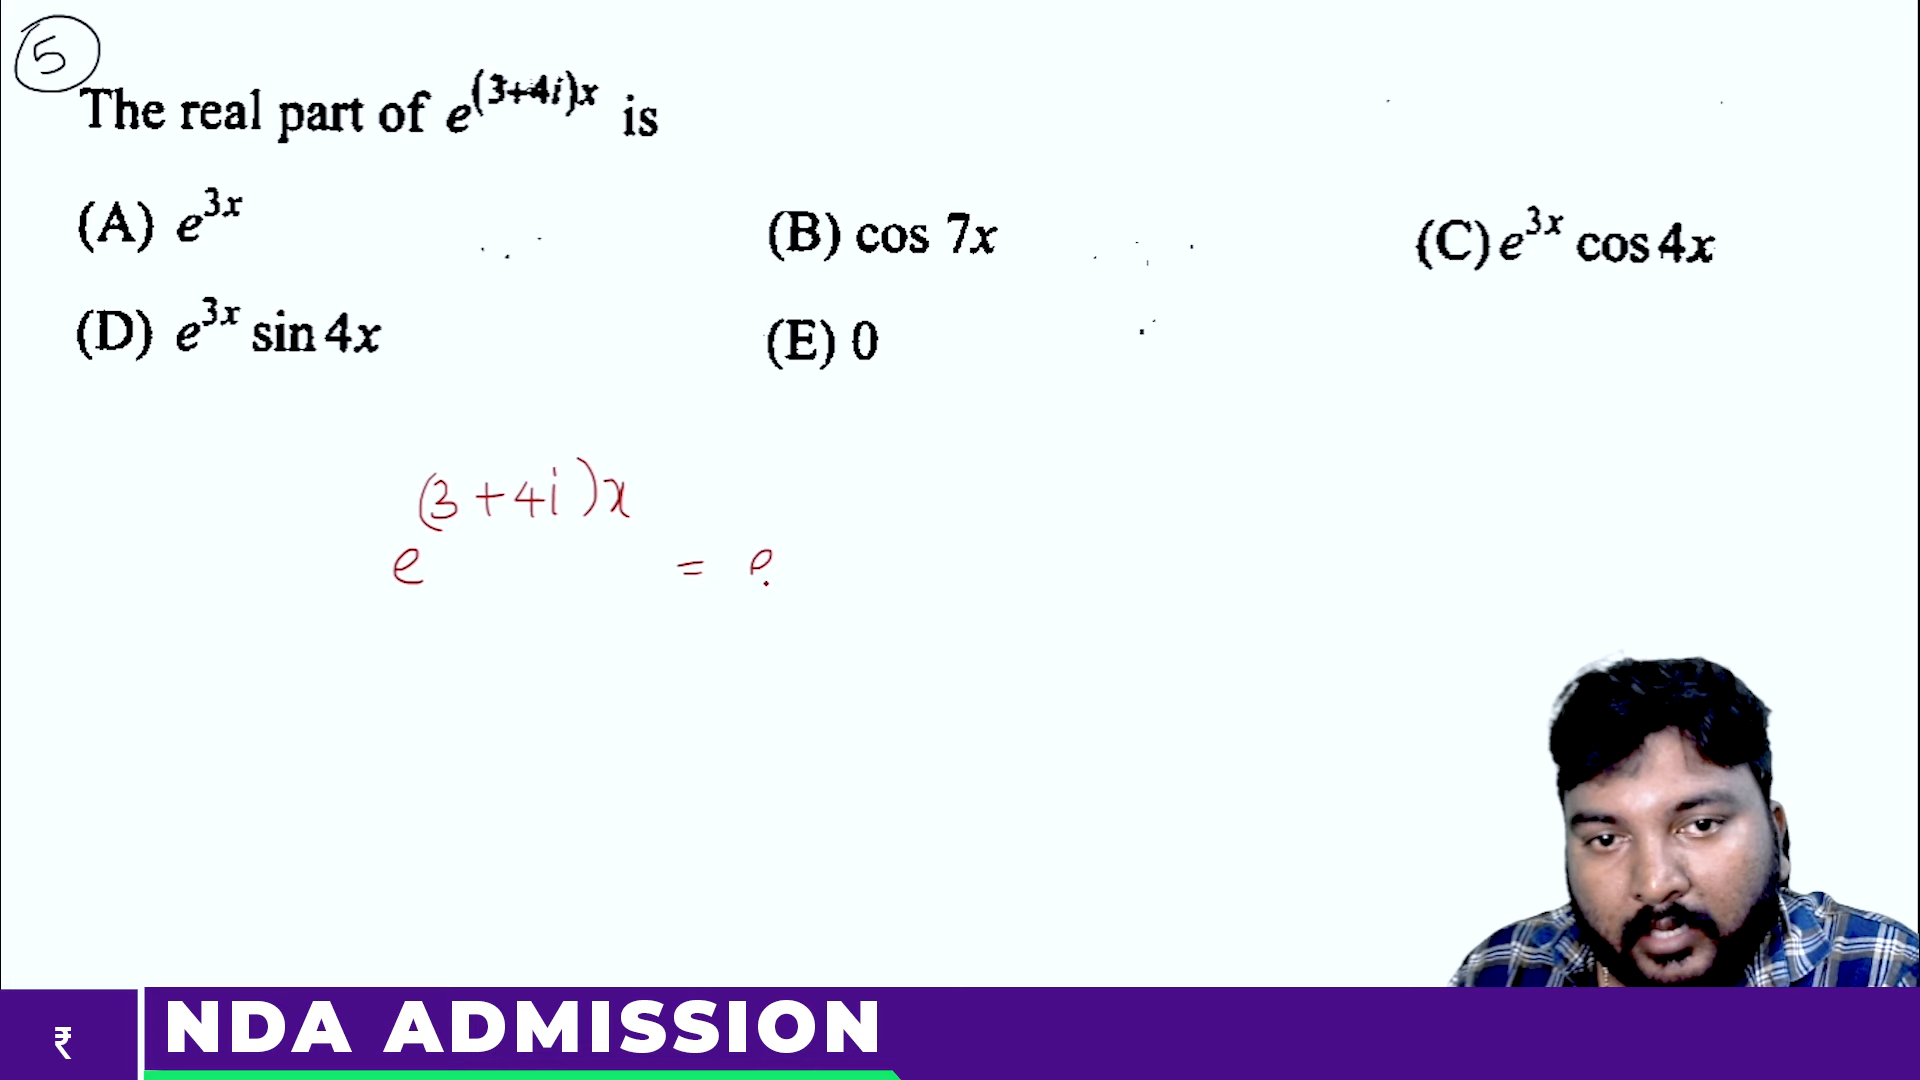 5
The real part of e^{(3+4i)x} is
(A) e^{3x} (B) cos 7x (C) e^{3x} cos 4x
(D) e^{3x} sin 4x (E) 0
e^{(3+4i)x} = e
₹ NDA ADMISSION